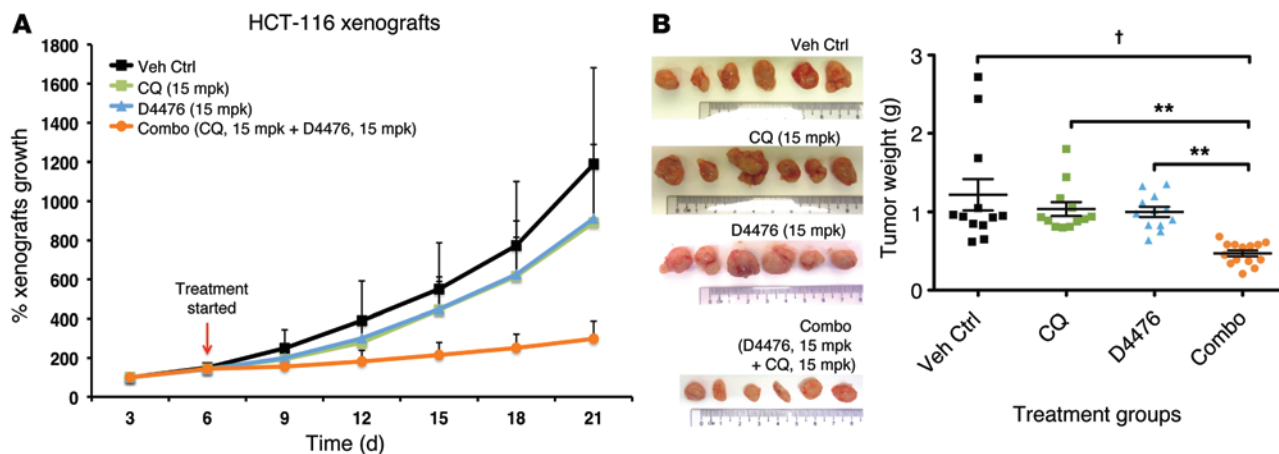 A
HCT-116 xenografts
1800
1600
1400
1200
1000
800
600
400
200
0
% xenografts growth
Veh Ctrl
CQ (15 mpk)
D4476 (15 mpk)
Combo (CQ, 15 mpk + D4476, 15 mpk)
Treatment
started
3 6 9 12 15 18 21
Time (d)
B
Veh Ctrl
CQ (15 mpk)
D4476 (15 mpk)
Combo
(D4476, 15 mpk
+ CQ, 15 mpk)
Tumor weight (g)
3
2
1
0
†
**
**
Veh Ctrl
CQ
D4476
Combo
Treatment groups